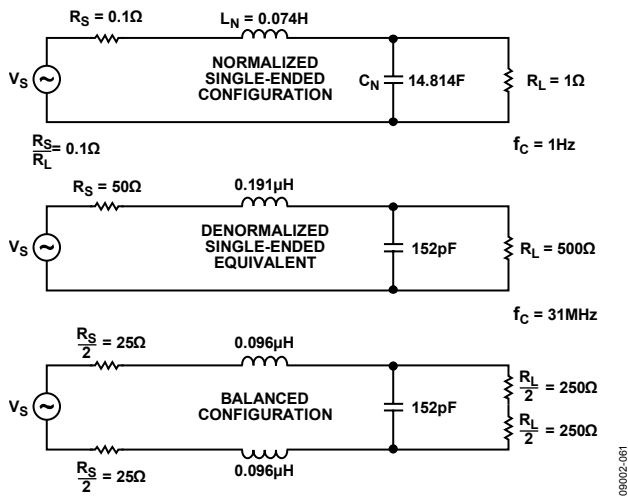 R_S = 0.1Ω
L_N = 0.074H
V_S
NORMALIZED
SINGLE-ENDED
CONFIGURATION
C_N
14.814F
R_L = 1Ω
R_S
R_L
= 0.1Ω
f_C = 1Hz
R_S = 50Ω
0.191µH
V_S
DENORMALIZED
SINGLE-ENDED
EQUIVALENT
152pF
R_L = 500Ω
f_C = 31MHz
R_S
2
= 25Ω
0.096µH
V_S
BALANCED
CONFIGURATION
152pF
R_L
2
= 250Ω
R_L
2
= 250Ω
R_S
2
= 25Ω
0.096µH
09002-061